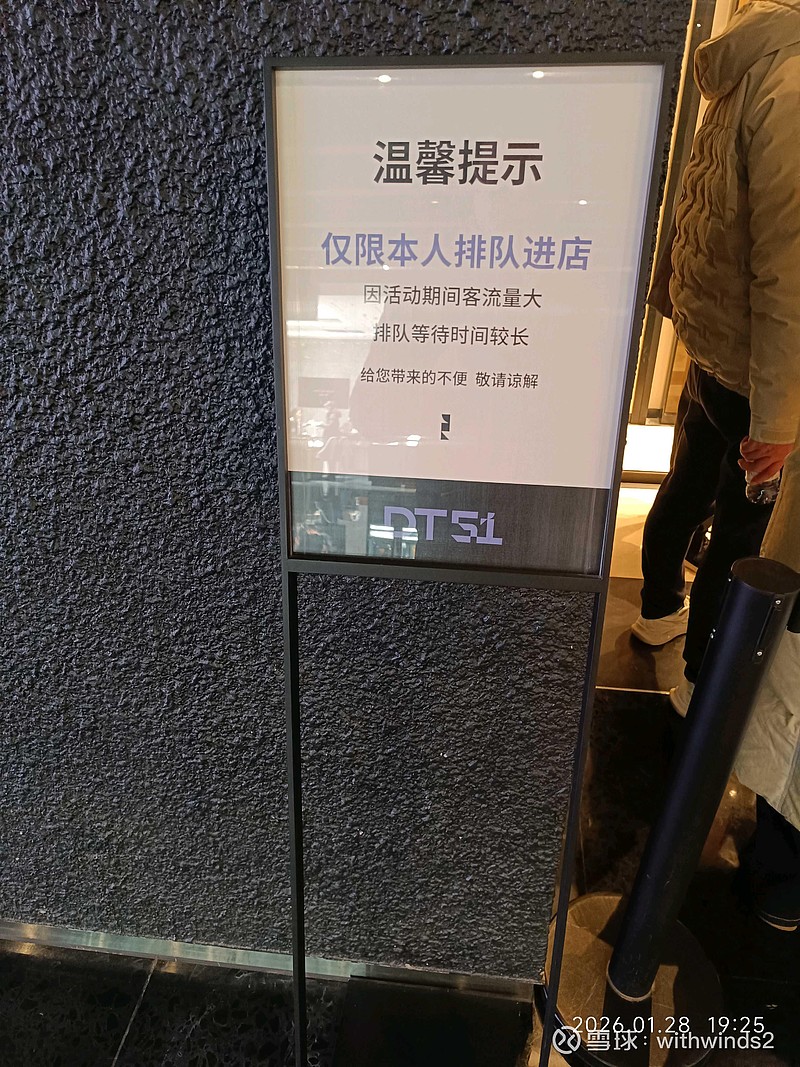 温馨提示
仅限本人排队进店
因活动期间客流量大
排队等待时间较长
给您带来的不便 敬请谅解
DT51
2026.01.28 19:25
雪球：withwinds2